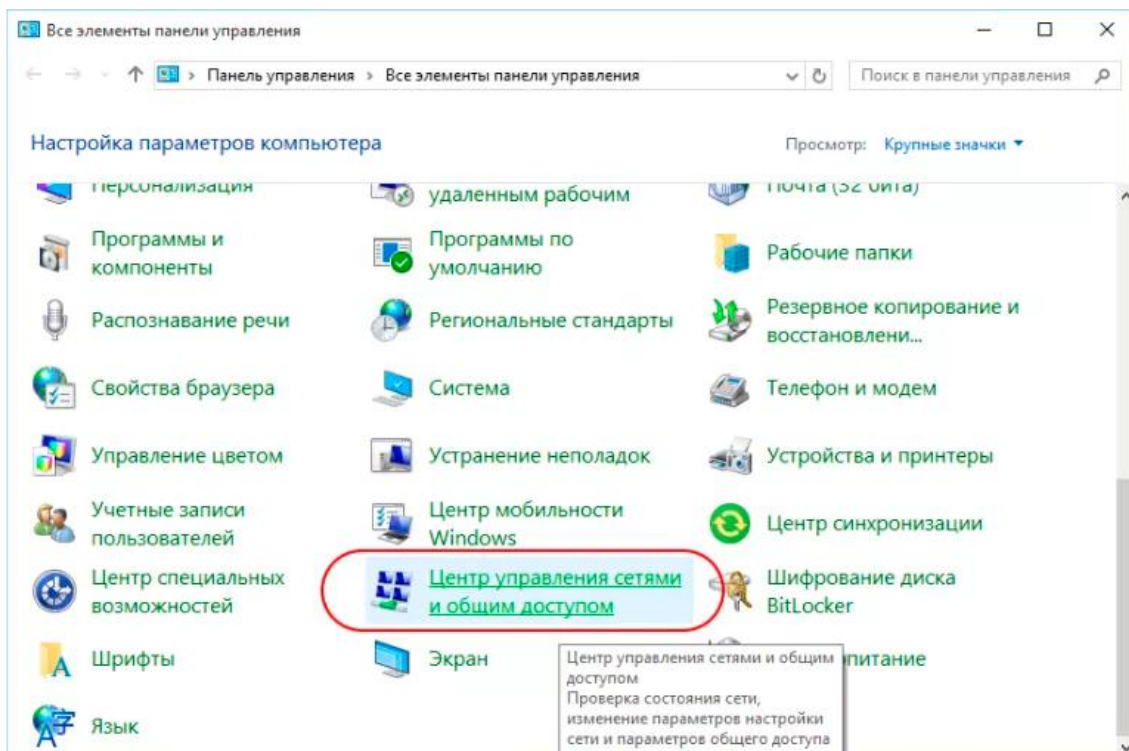 Все элементы панели управления
Панель управления › Все элементы панели управления
Поиск в панели управления
Настройка параметров компьютера
Просмотр: Крупные значки
Персонализация
удаленным рабочим
Почта (32 бита)
Программы и
компоненты
Программы по
умолчанию
Рабочие папки
Распознавание речи
Региональные стандарты
Резервное копирование и
восстановлени...
Свойства браузера
Система
Телефон и модем
Управление цветом
Устранение неполадок
Устройства и принтеры
Учетные записи
пользователей
Центр мобильности
Windows
Центр синхронизации
Центр специальных
возможностей
Центр управления сетями
и общим доступом
Шифрование диска
BitLocker
Шрифты
Экран
питание
Язык
Центр управления сетями и общим
доступом
Проверка состояния сети,
изменение параметров настройки
сети и параметров общего доступа